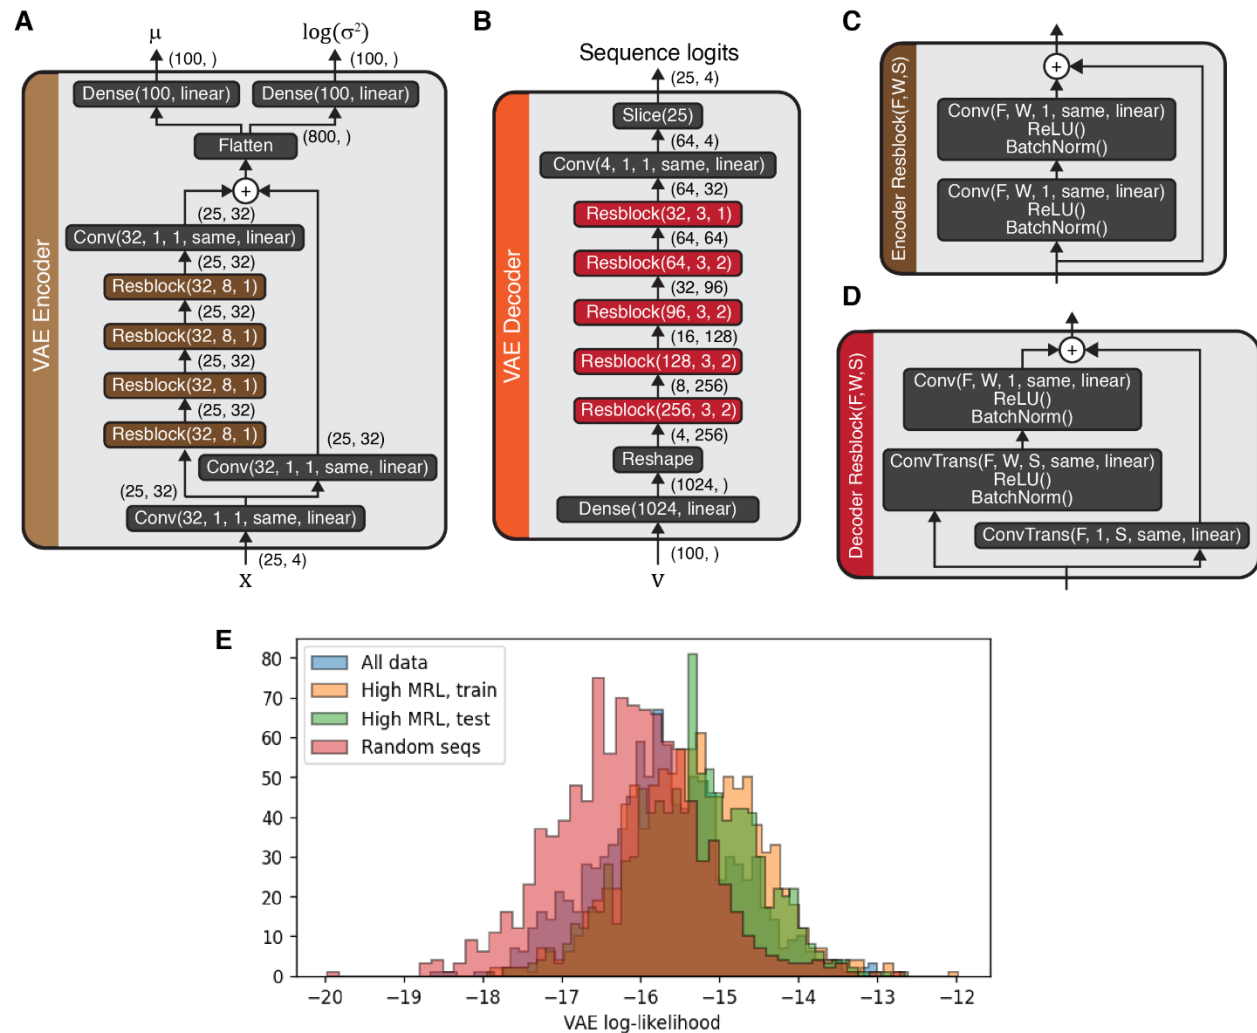 A
μ
log(σ²)
(100, )
(100, )
Dense(100, linear)
Dense(100, linear)
(800, )
Flatten
+
(25, 32)
Conv(32, 1, 1, same, linear)
(25, 32)
Resblock(32, 8, 1)
(25, 32)
Resblock(32, 8, 1)
(25, 32)
Resblock(32, 8, 1)
(25, 32)
Resblock(32, 8, 1)
(25, 32)
Conv(32, 1, 1, same, linear)
(25, 32)
Conv(32, 1, 1, same, linear)
(25, 4)
x
VAE Encoder
B
Sequence logits
(25, 4)
Slice(25)
(64, 4)
Conv(4, 1, 1, same, linear)
(64, 32)
Resblock(32, 3, 1)
(64, 64)
Resblock(64, 3, 2)
(32, 96)
Resblock(96, 3, 2)
(16, 128)
Resblock(128, 3, 2)
(8, 256)
Resblock(256, 3, 2)
(4, 256)
Reshape
(1024, )
Dense(1024, linear)
(100, )
v
VAE Decoder
C
+
Conv(F, W, 1, same, linear)
ReLU()
BatchNorm()
Conv(F, W, 1, same, linear)
ReLU()
BatchNorm()
Encoder Resblock(F,W,S)
D
+
Conv(F, W, 1, same, linear)
ReLU()
BatchNorm()
ConvTrans(F, W, S, same, linear)
ReLU()
BatchNorm()
ConvTrans(F, 1, S, same, linear)
Decoder Resblock(F,W,S)
E
All data
High MRL, train
High MRL, test
Random seqs
80
70
60
50
40
30
20
10
0
−20
−19
−18
−17
−16
−15
−14
−13
−12
VAE log-likelihood